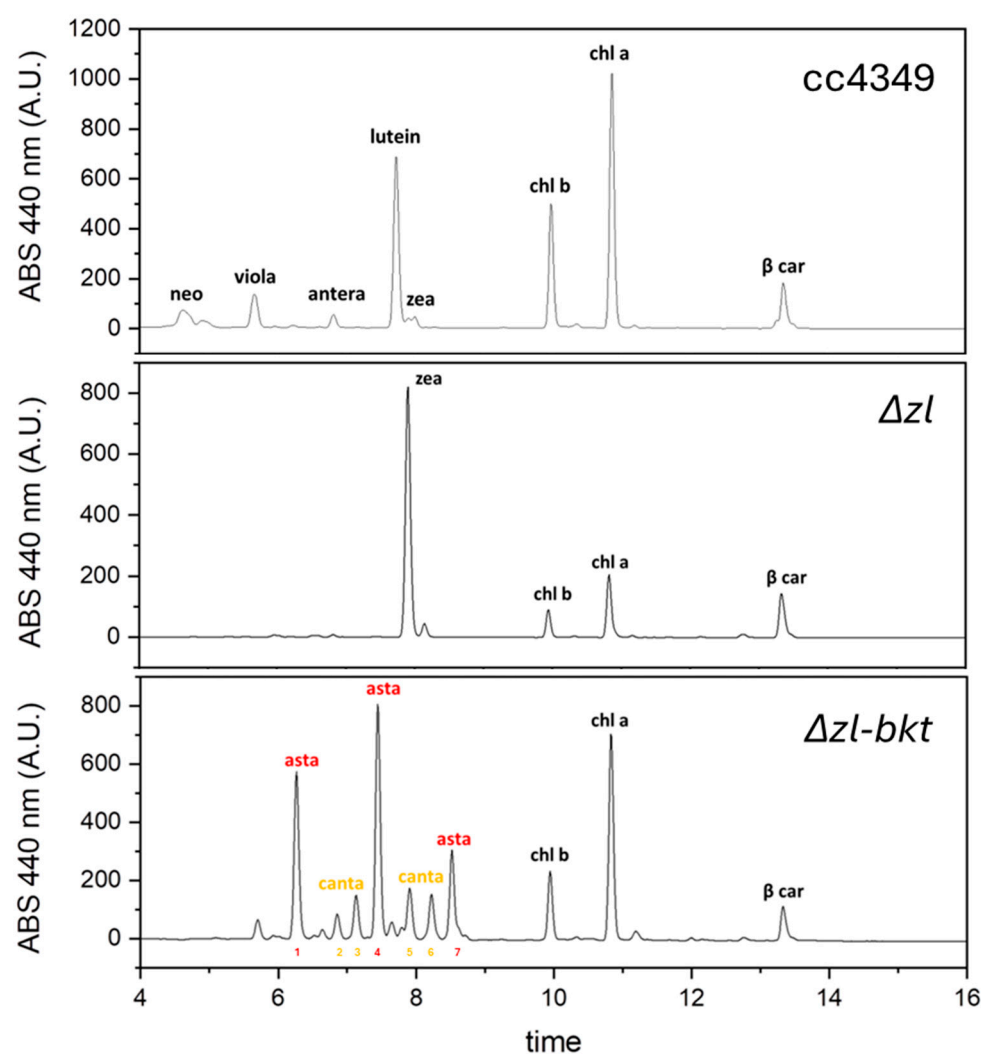 1200
1000
800
600
400
200
0
ABS 440 nm (A.U.)
cc4349
neo
viola
antera
lutein
zea
chl b
chl a
β car
800
600
400
200
0
ABS 440 nm (A.U.)
Δzl
zea
chl b
chl a
β car
800
600
400
200
0
ABS 440 nm (A.U.)
Δzl-bkt
asta
canta
asta
canta
asta
chl b
chl a
β car
1 2 3 4 5 6 7
4 6 8 10 12 14 16
time